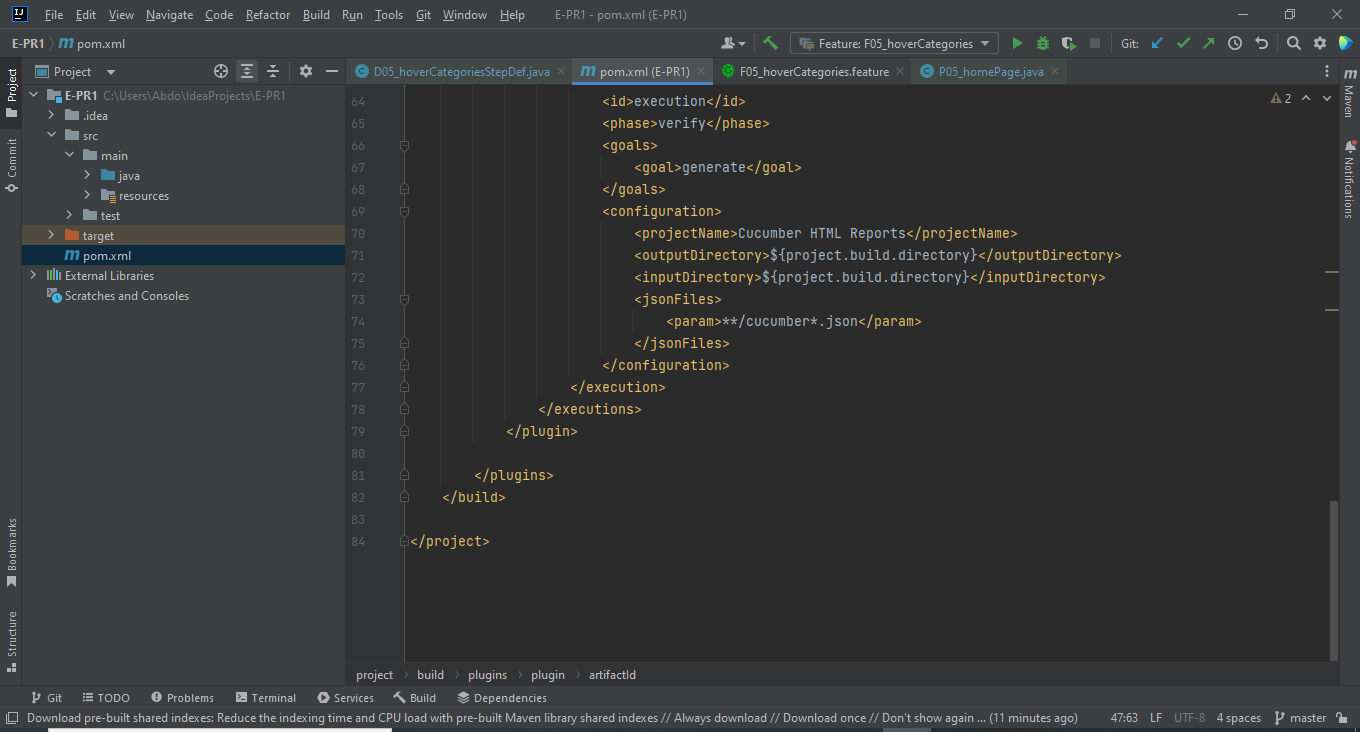 IJ File Edit View Navigate Code Refactor Build Run Tools Git Window Help E-PR1 - pom.xml (E-PR1)
E-PR1 m pom.xml Feature: F05_hoverCategories Git:
Project
Project
D05_hoverCategoriesStepDef.java m pom.xml (E-PR1) F05_hoverCategories.feature P05_homePage.java
E-PR1 C:\Users\Abdo\IdeaProjects\E-PR1
.idea
src
main
java
resources
test
target
m pom.xml
External Libraries
Scratches and Consoles
Commit
Bookmarks
Structure
2
64 <id>execution</id>
65 <phase>verify</phase>
66 <goals>
67 <goal>generate</goal>
68 </goals>
69 <configuration>
70 <projectName>Cucumber HTML Reports</projectName>
71 <outputDirectory>${project.build.directory}</outputDirectory>
72 <inputDirectory>${project.build.directory}</inputDirectory>
73 <jsonFiles>
74 <param>**/cucumber*.json</param>
75 </jsonFiles>
76 </configuration>
77 </execution>
78 </executions>
79 </plugin>
80
81 </plugins>
82 </build>
83
84 </project>
m Maven
Notifications
project build plugins plugin artifactId
Git TODO Problems Terminal Services Build Dependencies
Download pre-built shared indexes: Reduce the indexing time and CPU load with pre-built Maven library shared indexes // Always download // Download once // Don't show again ... (11 minutes ago) 47:63 LF UTF-8 4 spaces master